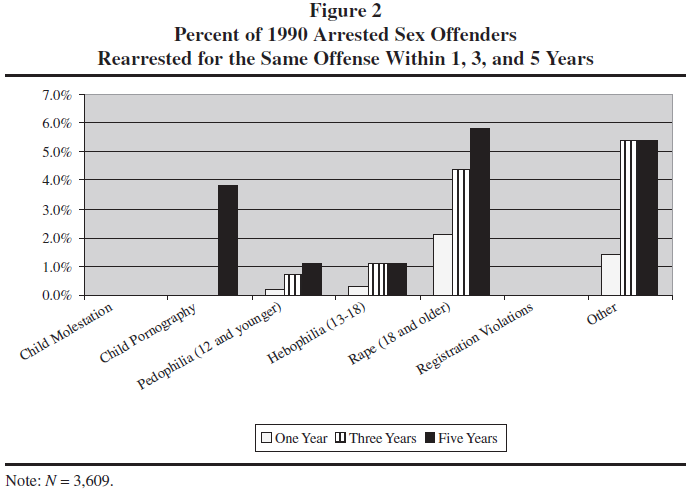 Figure 2
Percent of 1990 Arrested Sex Offenders
Rearrested for the Same Offense Within 1, 3, and 5 Years
7.0%
6.0%
5.0%
4.0%
3.0%
2.0%
1.0%
0.0%
Child Molestation
Child Pornography
Pedophilia (12 and younger)
Hebophilia (13-18)
Rape (18 and older)
Registration Violations
Other
One Year Three Years Five Years
Note: N = 3,609.